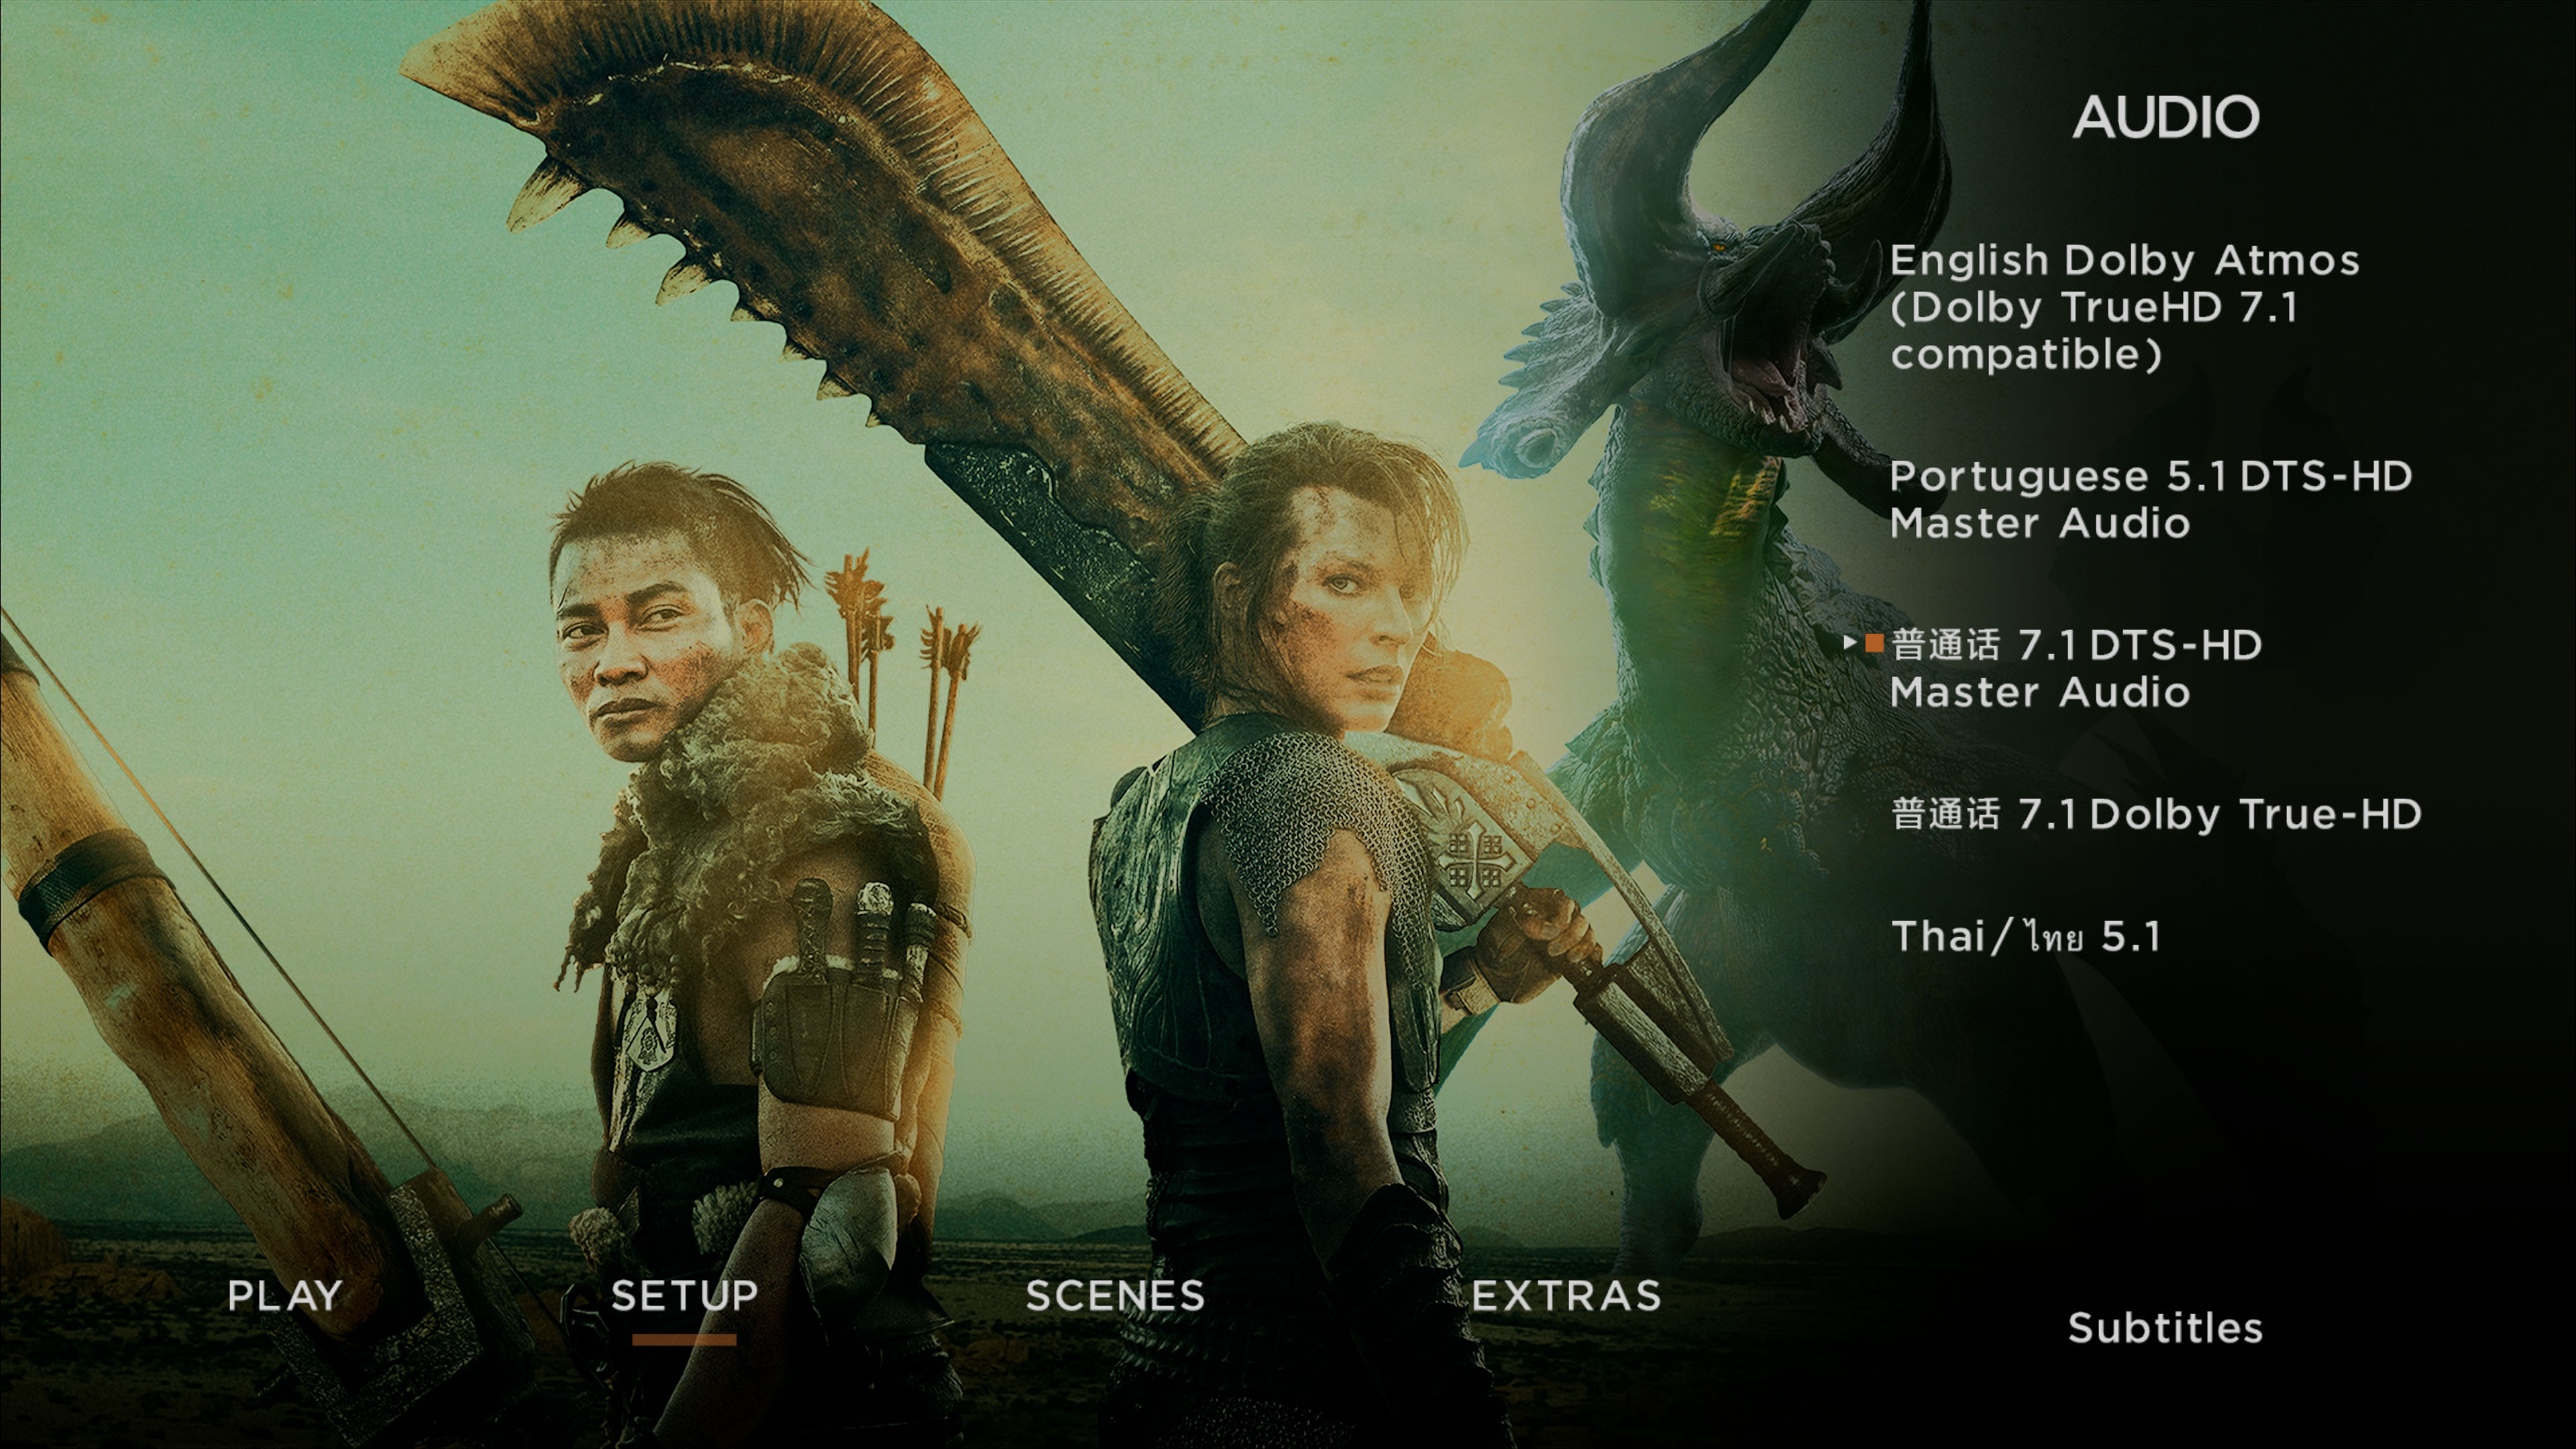 AUDIO
English Dolby Atmos
(Dolby TrueHD 7.1
compatible)
Portuguese 5.1 DTS-HD
Master Audio
普通话 7.1 DTS-HD
Master Audio
普通话 7.1 Dolby True-HD
Thai/ไทย 5.1
PLAY
SETUP
SCENES
EXTRAS
Subtitles